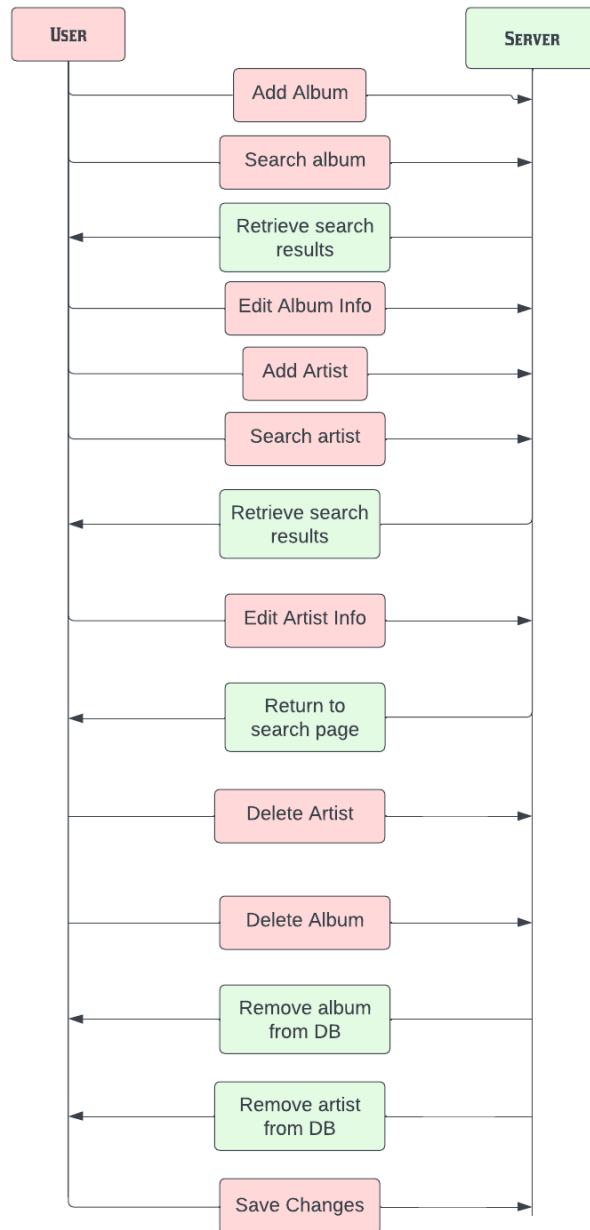 USER
SERVER
Add Album
Search album
Retrieve search
results
Edit Album Info
Add Artist
Search artist
Retrieve search
results
Edit Artist Info
Return to
search page
Delete Artist
Delete Album
Remove album
from DB
Remove artist
from DB
Save Changes